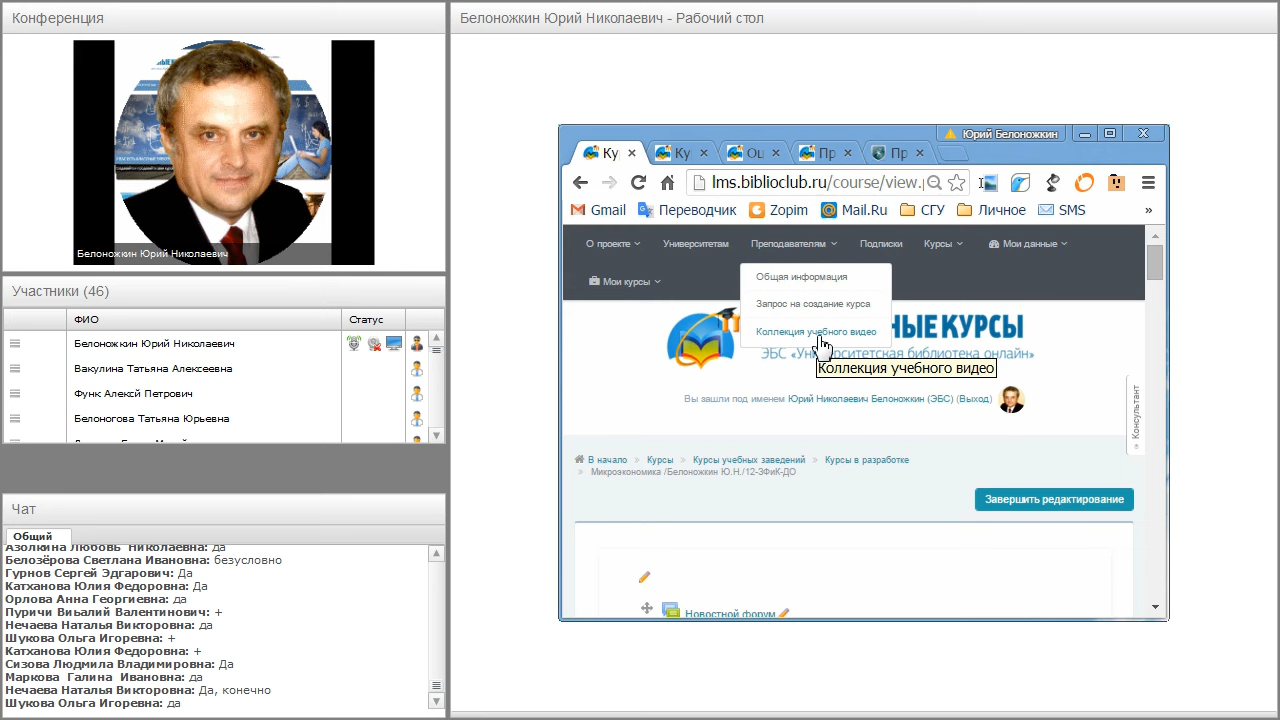 Конференция
Белоножкин Юрий Николаевич
Участники (46)
ФИО
Статус
Белоножкин Юрий Николаевич
Вакулина Татьяна Алексеевна
Функ Алексй Петрович
Белоногова Татьяна Юрьевна
Чат
Общий
Азолкина Любовь Николаевна: да
Белозёрова Светлана Ивановна: безусловно
Гурнов Сергей Эдгарович: Да
Катханова Юлия Федоровна: Да
Орлова Анна Георгиевна: да
Пуричи Виьалий Валентинович: +
Нечаева Наталья Викторовна: да
Шукова Ольга Игоревна: +
Катханова Юлия Федоровна: +
Сизова Людмила Владимировна: Да
Маркова Галина Ивановна: да
Нечаева Наталья Викторовна: Да, конечно
Шукова Ольга Игоревна: да
Белоножкин Юрий Николаевич - Рабочий стол
Юрий Белоножкин
Ку
Ку
Оц
Пр
Пр
lms.biblioclub.ru/course/view.
Gmail
Переводчик
Zopim
Mail.Ru
СГУ
Личное
SMS
»
О проекте
Университетам
Преподавателям
Подписки
Курсы
Мои данные
Мои курсы
Общая информация
Запрос на создание курса
Коллекция учебного видео
НЫЕ КУРСЫ
библиотека онлайн»
Коллекция учебного видео
Вы зашли под именем Юрий Николаевич Белоножкин (ЭБС) (Выход)
Консультант
В начало » Курсы » Курсы учебных заведений » Курсы в разработке
» Микроэкономика /Белоножкин Ю.Н./12-ЗФиК-ДО
Завершить редактирование
Новостной форум